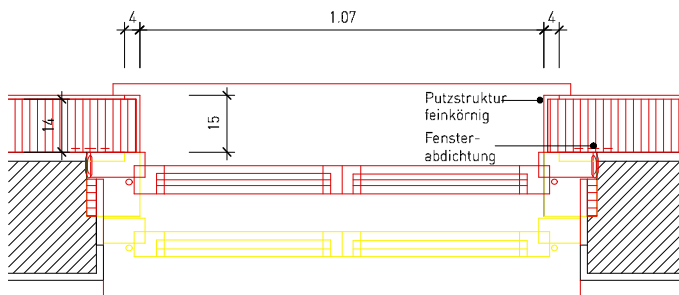 4
1.07
4
14
15
Putzstruktur
feinkörnig
Fenster-
abdichtung